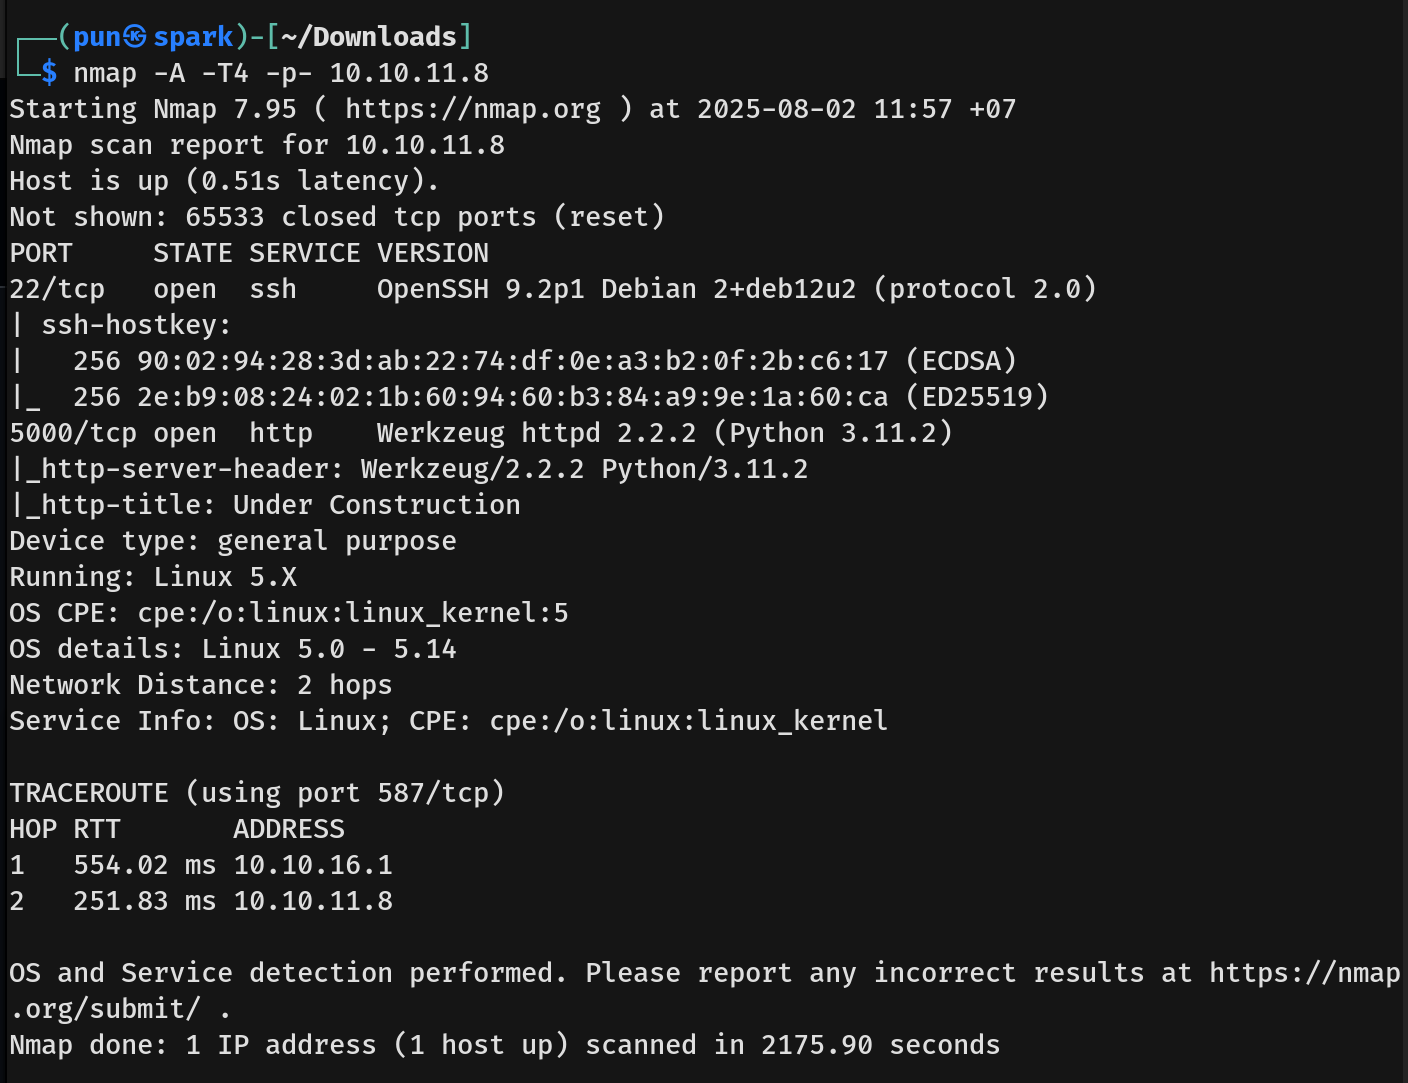 ┌──(pun㉿spark)-[~/Downloads]
└─$ nmap -A -T4 -p- 10.10.11.8
Starting Nmap 7.95 ( https://nmap.org ) at 2025-08-02 11:57 +07
Nmap scan report for 10.10.11.8
Host is up (0.51s latency).
Not shown: 65533 closed tcp ports (reset)
PORT     STATE SERVICE VERSION
22/tcp   open  ssh     OpenSSH 9.2p1 Debian 2+deb12u2 (protocol 2.0)
| ssh-hostkey:
|   256 90:02:94:28:3d:ab:22:74:df:0e:a3:b2:0f:2b:c6:17 (ECDSA)
|_  256 2e:b9:08:24:02:1b:60:94:60:b3:84:a9:9e:1a:60:ca (ED25519)
5000/tcp open  http    Werkzeug httpd 2.2.2 (Python 3.11.2)
|_http-server-header: Werkzeug/2.2.2 Python/3.11.2
|_http-title: Under Construction
Device type: general purpose
Running: Linux 5.X
OS CPE: cpe:/o:linux:linux_kernel:5
OS details: Linux 5.0 - 5.14
Network Distance: 2 hops
Service Info: OS: Linux; CPE: cpe:/o:linux:linux_kernel

TRACEROUTE (using port 587/tcp)
HOP RTT       ADDRESS
1   554.02 ms 10.10.16.1
2   251.83 ms 10.10.11.8

OS and Service detection performed. Please report any incorrect results at https://nmap
.org/submit/ .
Nmap done: 1 IP address (1 host up) scanned in 2175.90 seconds